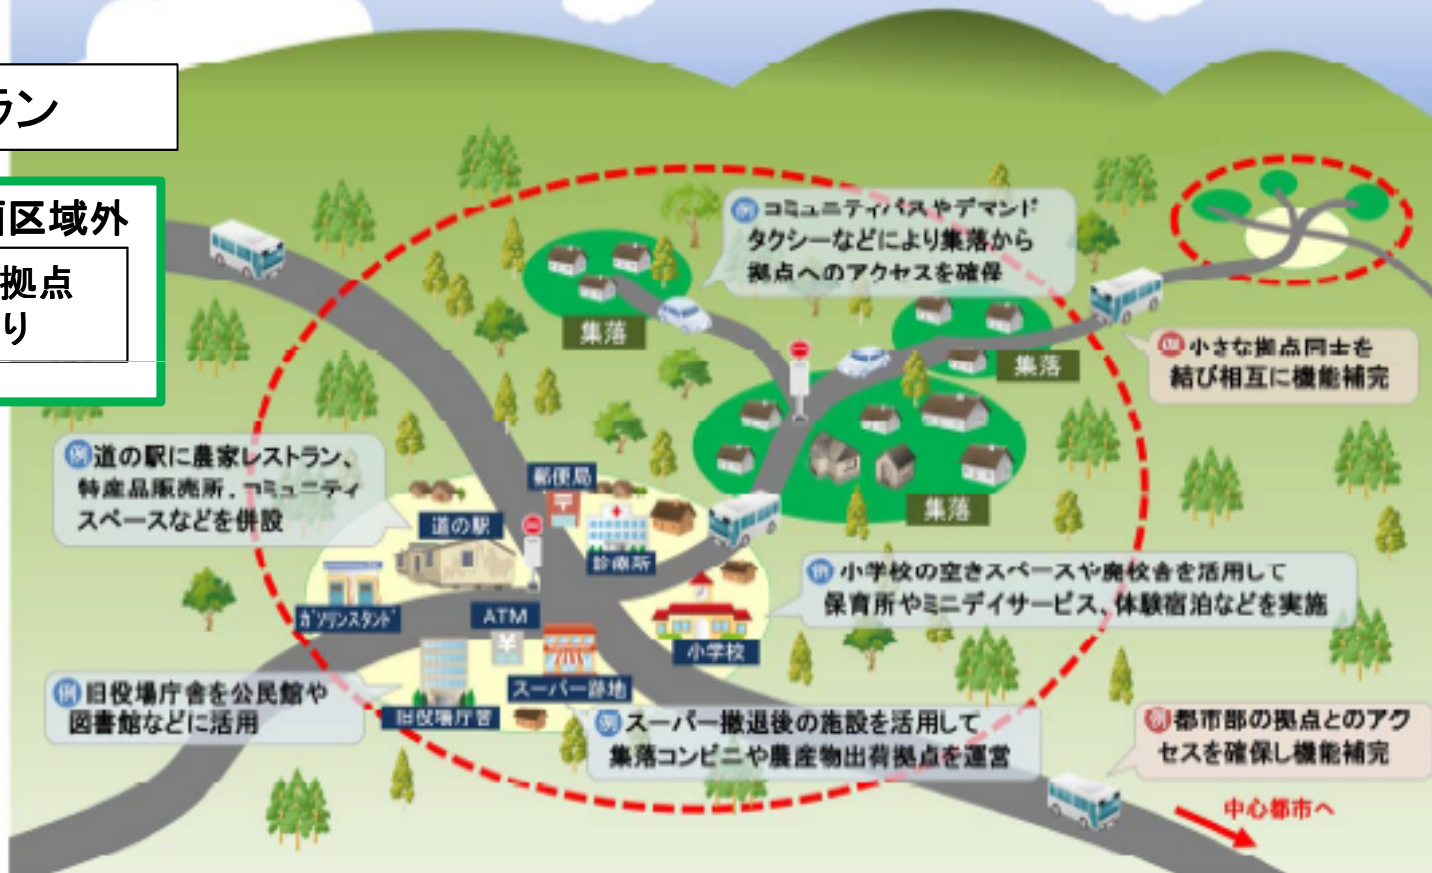 ラン
区域外
拠点
り
例 コミュニティバスやデマンド
タクシーなどにより集落から
拠点へのアクセスを確保
集落
集落
集落
例 小さな拠点同士を
結び相互に機能補完
例 道の駅に農家レストラン、
特産品販売所、コミュニティ
スペースなどを併設
郵便局
道の駅
診療所
ガソリンスタンド
ATM
¥
小学校
スーパー跡地
旧役場庁舎
例 小学校の空きスペースや廃校舎を活用して
保育所やミニデイサービス、体験宿泊などを実施
例 旧役場庁舎を公民館や
図書館などに活用
例 スーパー撤退後の施設を活用して
集落コンビニや農産物出荷拠点を運営
例 都市部の拠点とのアク
セスを確保し機能補完
中心都市へ